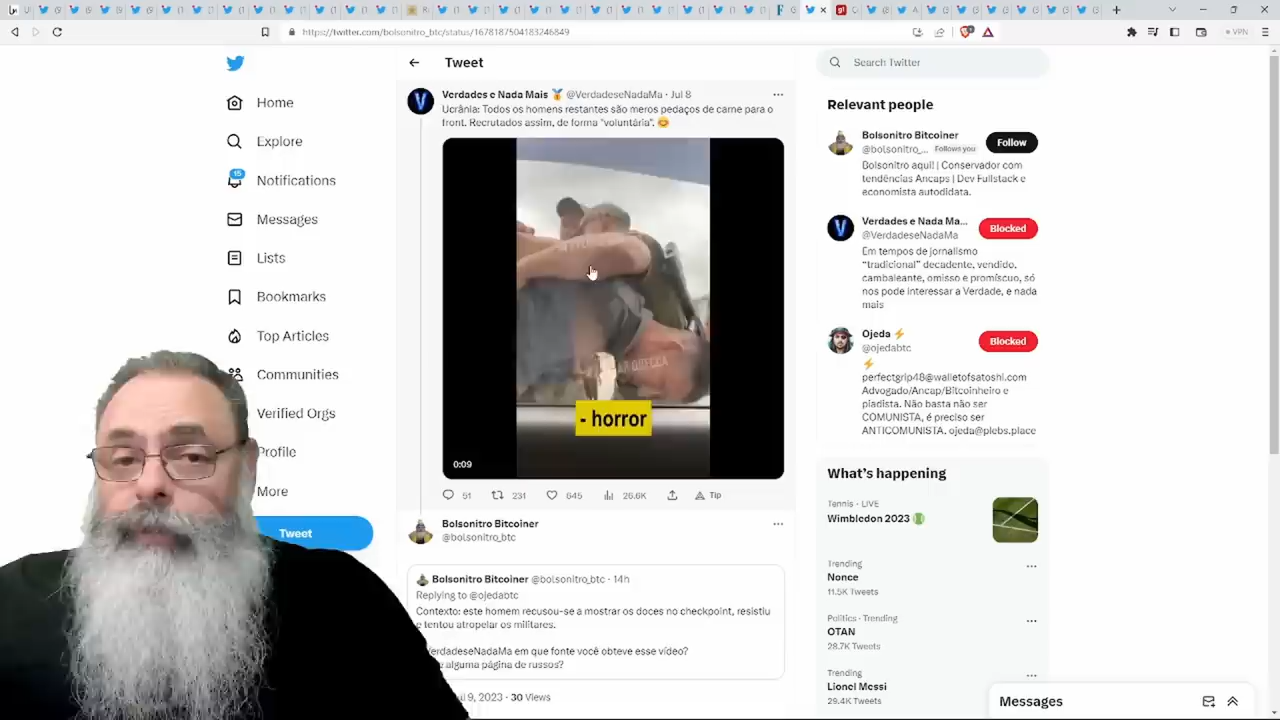 https://twitter.com/bolsonitro_btc/status/1678187504183246849
VPN
Home
Explore
15
Notifications
Messages
Lists
Bookmarks
Top Articles
Communities
Verified Orgs
Profile
More
Tweet
Tweet
Verdades e Nada Mais 🏅 @VerdadeseNadaMa · Jul 8
Ucrânia: Todos os homens restantes são meros pedaços de carne para o
front. Recrutados assim, de forma "voluntária". 😊
- horror
0:09
51
231
645
26.6K
Tip
Bolsonitro Bitcoiner
@bolsonitro_btc
Bolsonitro Bitcoiner @bolsonitro_btc · 14h
Replying to @ojedabtc
Contexto: este homem recusou-se a mostrar os doces no checkpoint, resistiu
e tentou atropelar os militares.
VerdadeseNadaMa em que fonte você obteve esse vídeo?
e alguma página de russos?
ul 9, 2023 · 30 Views
Search Twitter
Relevant people
Bolsonitro Bitcoiner
@bolsonitro_... Follows you
Follow
Bolsonitro aqui! | Conservador com
tendências Ancaps | Dev Fullstack e
economista autodidata.
Verdades e Nada Ma...
@VerdadeseNadaMa
Blocked
Em tempos de jornalismo
"tradicional" decadente, vendido,
cambaleante, omisso e promíscuo, só
nos pode Interessar a Verdade, e nada
mais
Ojeda ⚡
@ojedabtc
Blocked
⚡
perfectgrip48@walletofsatoshi.com
Advogado/Ancap/Bitcoinheiro e
piadista. Não basta não ser
COMUNISTA, é preciso ser
ANTICOMUNISTA. ojeda@plebs.place
What's happening
Tennis · LIVE
Wimbledon 2023
Trending
Nonce
11.5K Tweets
Politics · Trending
OTAN
28.7K Tweets
Trending
Lionel Messi
29.4K Tweets
Messages